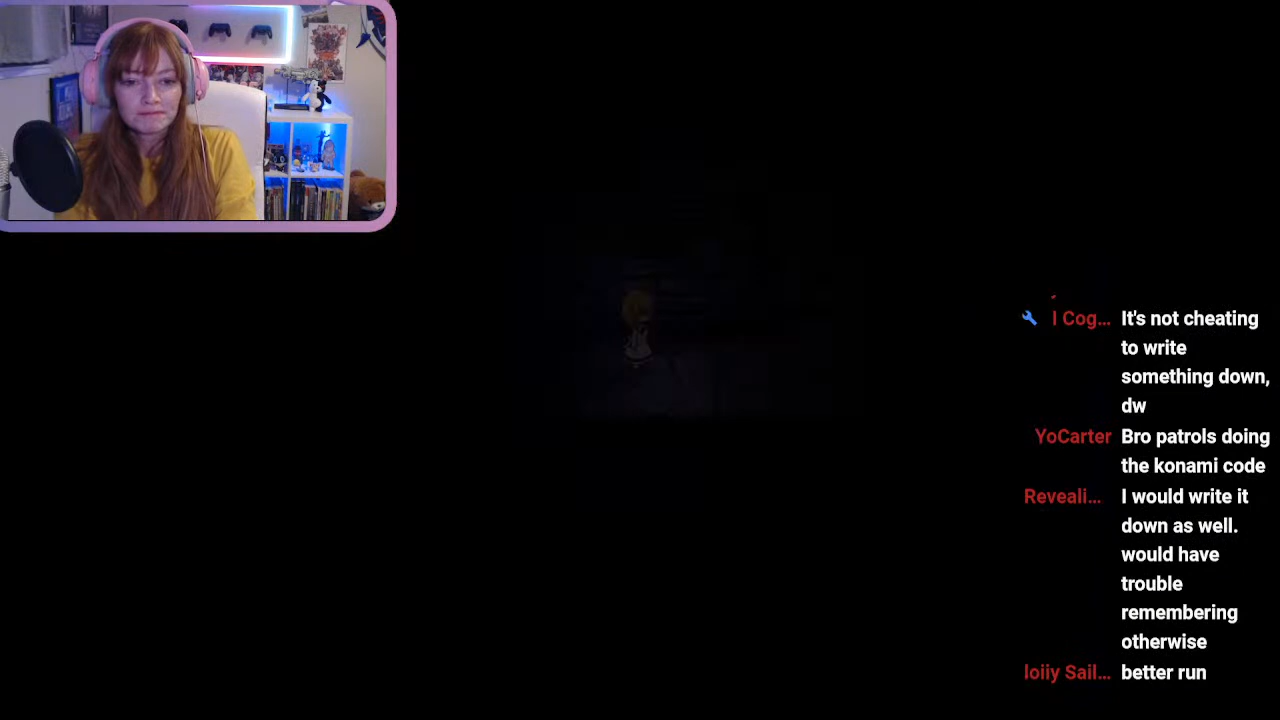 I Cog… It's not cheating
to write
something down,
dw
YoCarter Bro patrols doing
the konami code
Reveali… I would write it
down as well.
would have
trouble
remembering
otherwise
loiiy Sail… better run